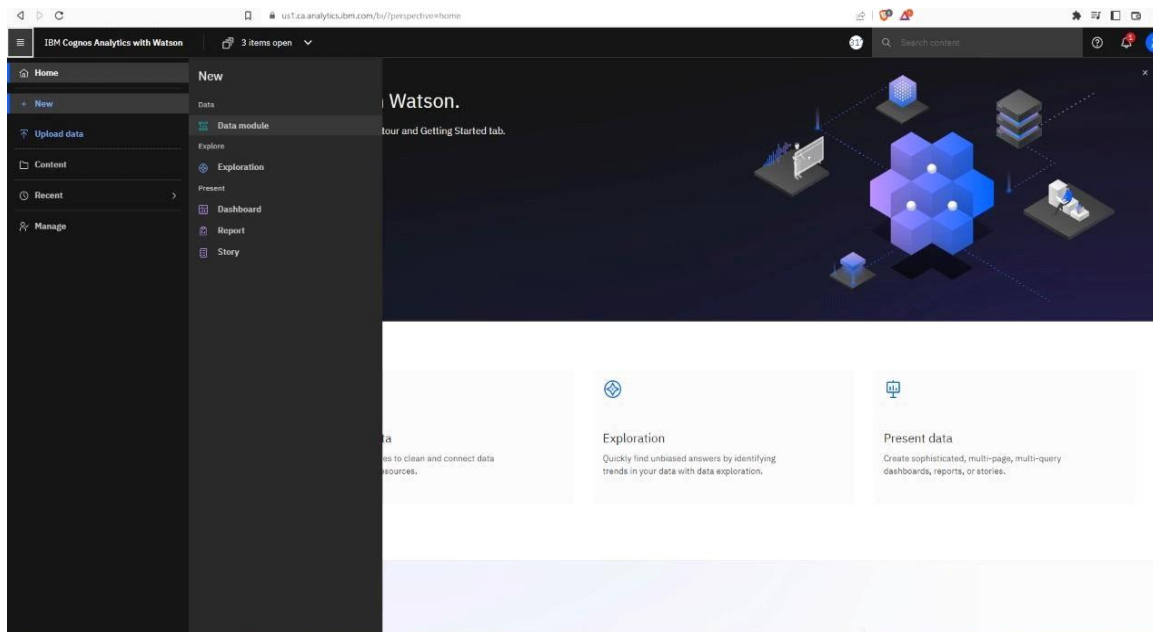 us1.ca.analytics.ibm.com/bi/?perspective=home
IBM Cognos Analytics with Watson
3 items open
Search content
Home
New
Upload data
Content
Recent
Manage
New
Data
Data module
Explore
Exploration
Present
Dashboard
Report
Story
Watson.
tour and Getting Started tab.
ta
es to clean and connect data
sources.
Exploration
Quickly find unbiased answers by identifying
trends in your data with data exploration.
Present data
Create sophisticated, multi-page, multi-query
dashboards, reports, or stories.